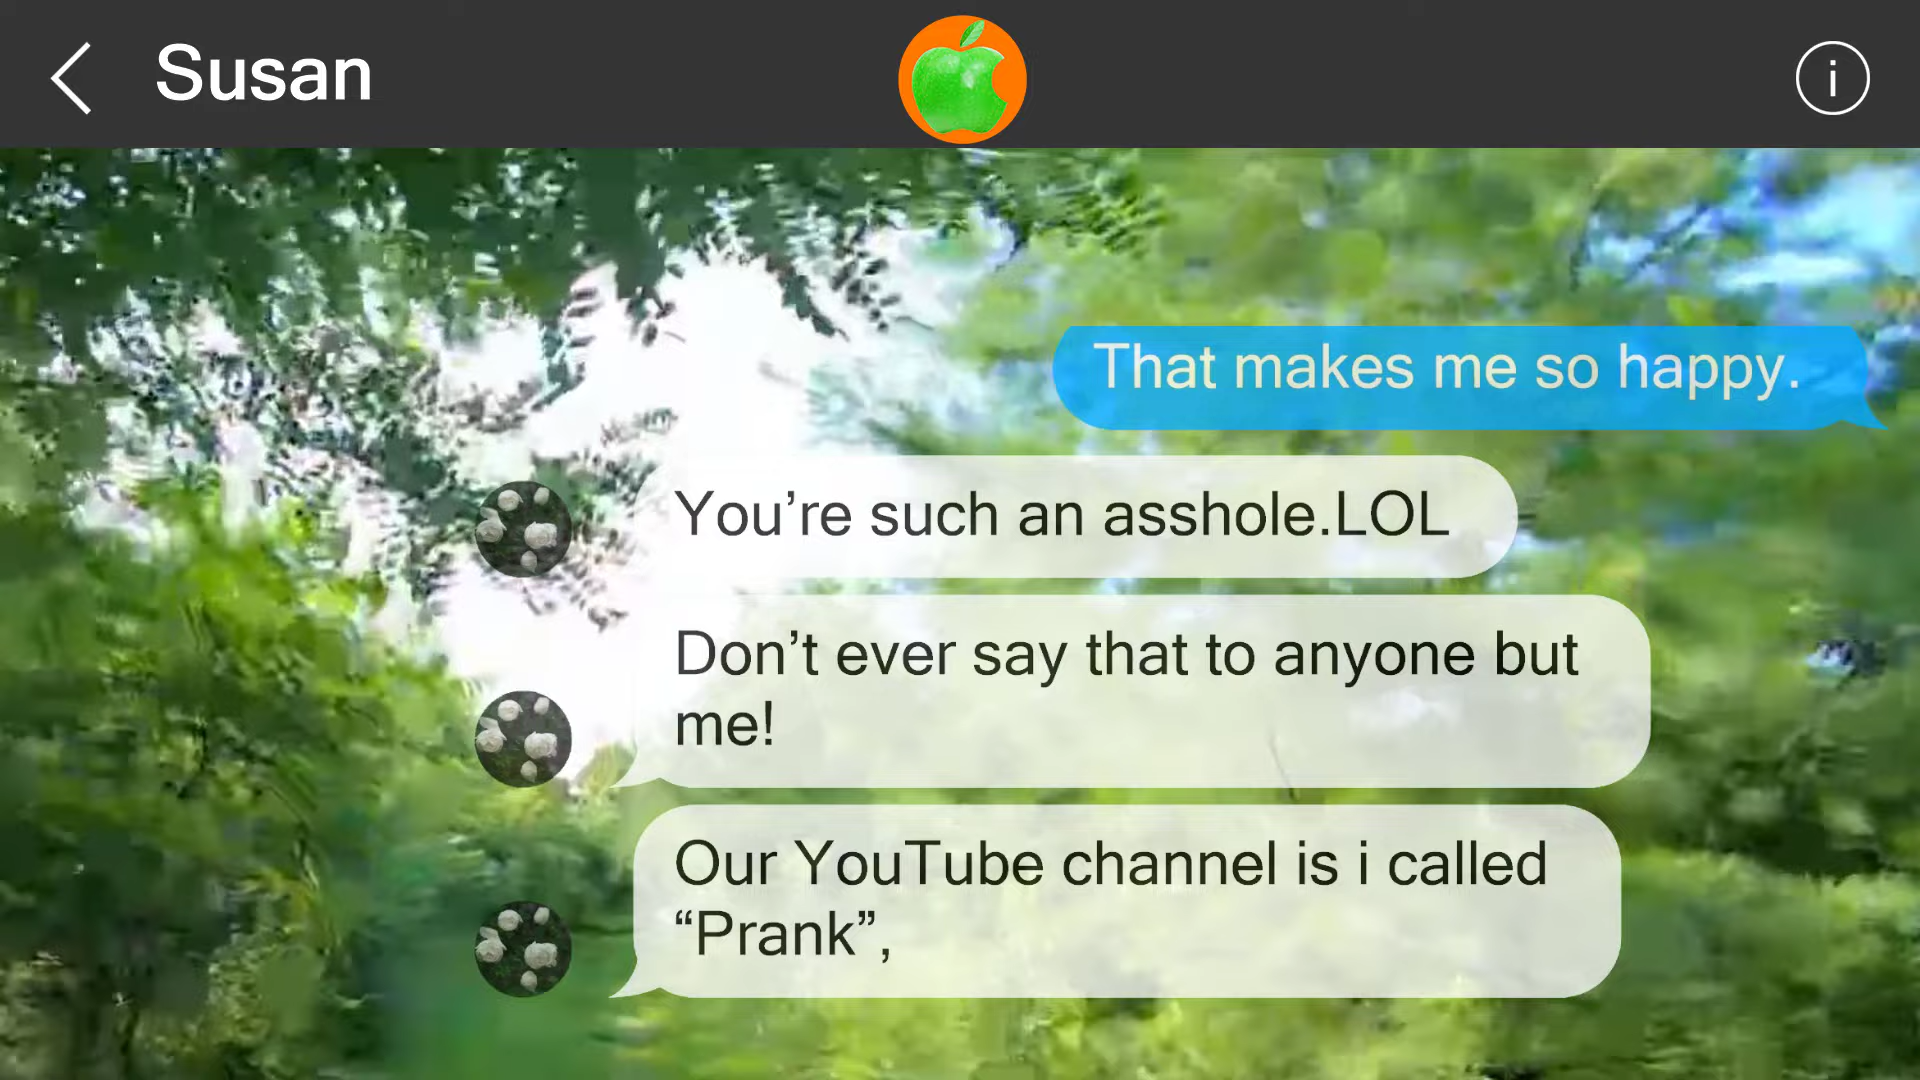 Susan
That makes me so happy.
You’re such an asshole.LOL
Don’t ever say that to anyone but
me!
Our YouTube channel is i called
“Prank”,